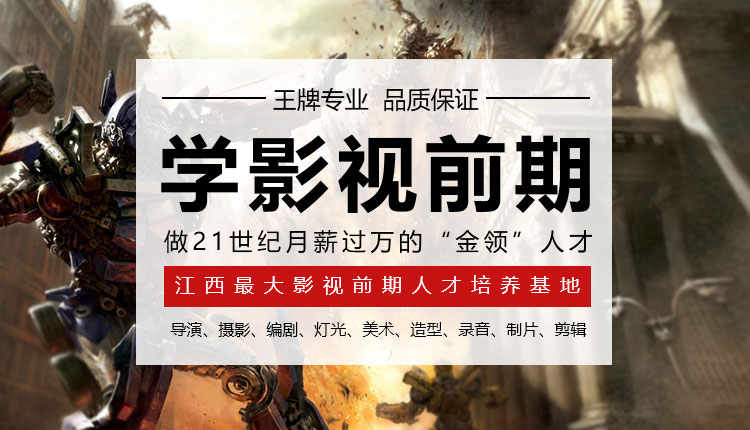 王牌专业 品质保证
学影视前期
做21世纪月薪过万的“金领”人才
江西最大影视前期人才培养基地
导演、摄影、编剧、灯光、美术、造型、录音、制片、剪辑